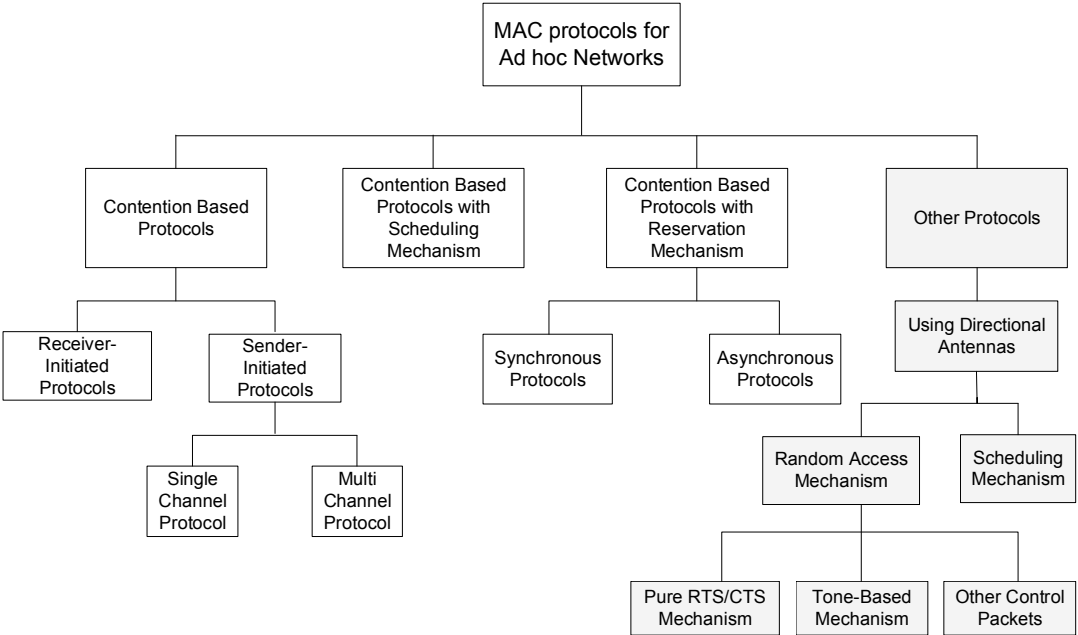 MAC protocols for
Ad hoc Networks
Contention Based
Protocols
Contention Based
Protocols with
Scheduling
Mechanism
Contention Based
Protocols with
Reservation
Mechanism
Other Protocols
Receiver-
Initiated
Protocols
Sender-
Initiated
Protocols
Synchronous
Protocols
Asynchronous
Protocols
Using Directional
Antennas
Single
Channel
Protocol
Multi
Channel
Protocol
Random Access
Mechanism
Scheduling
Mechanism
Pure RTS/CTS
Mechanism
Tone-Based
Mechanism
Other Control
Packets